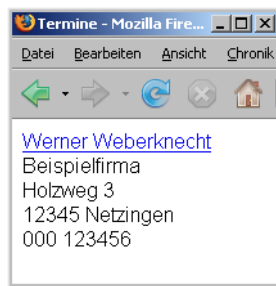 Termine - Mozilla Fire...
Datei Bearbeiten Ansicht Chronik
Werner Weberknecht
Beispielfirma
Holzweg 3
12345 Netzingen
000 123456